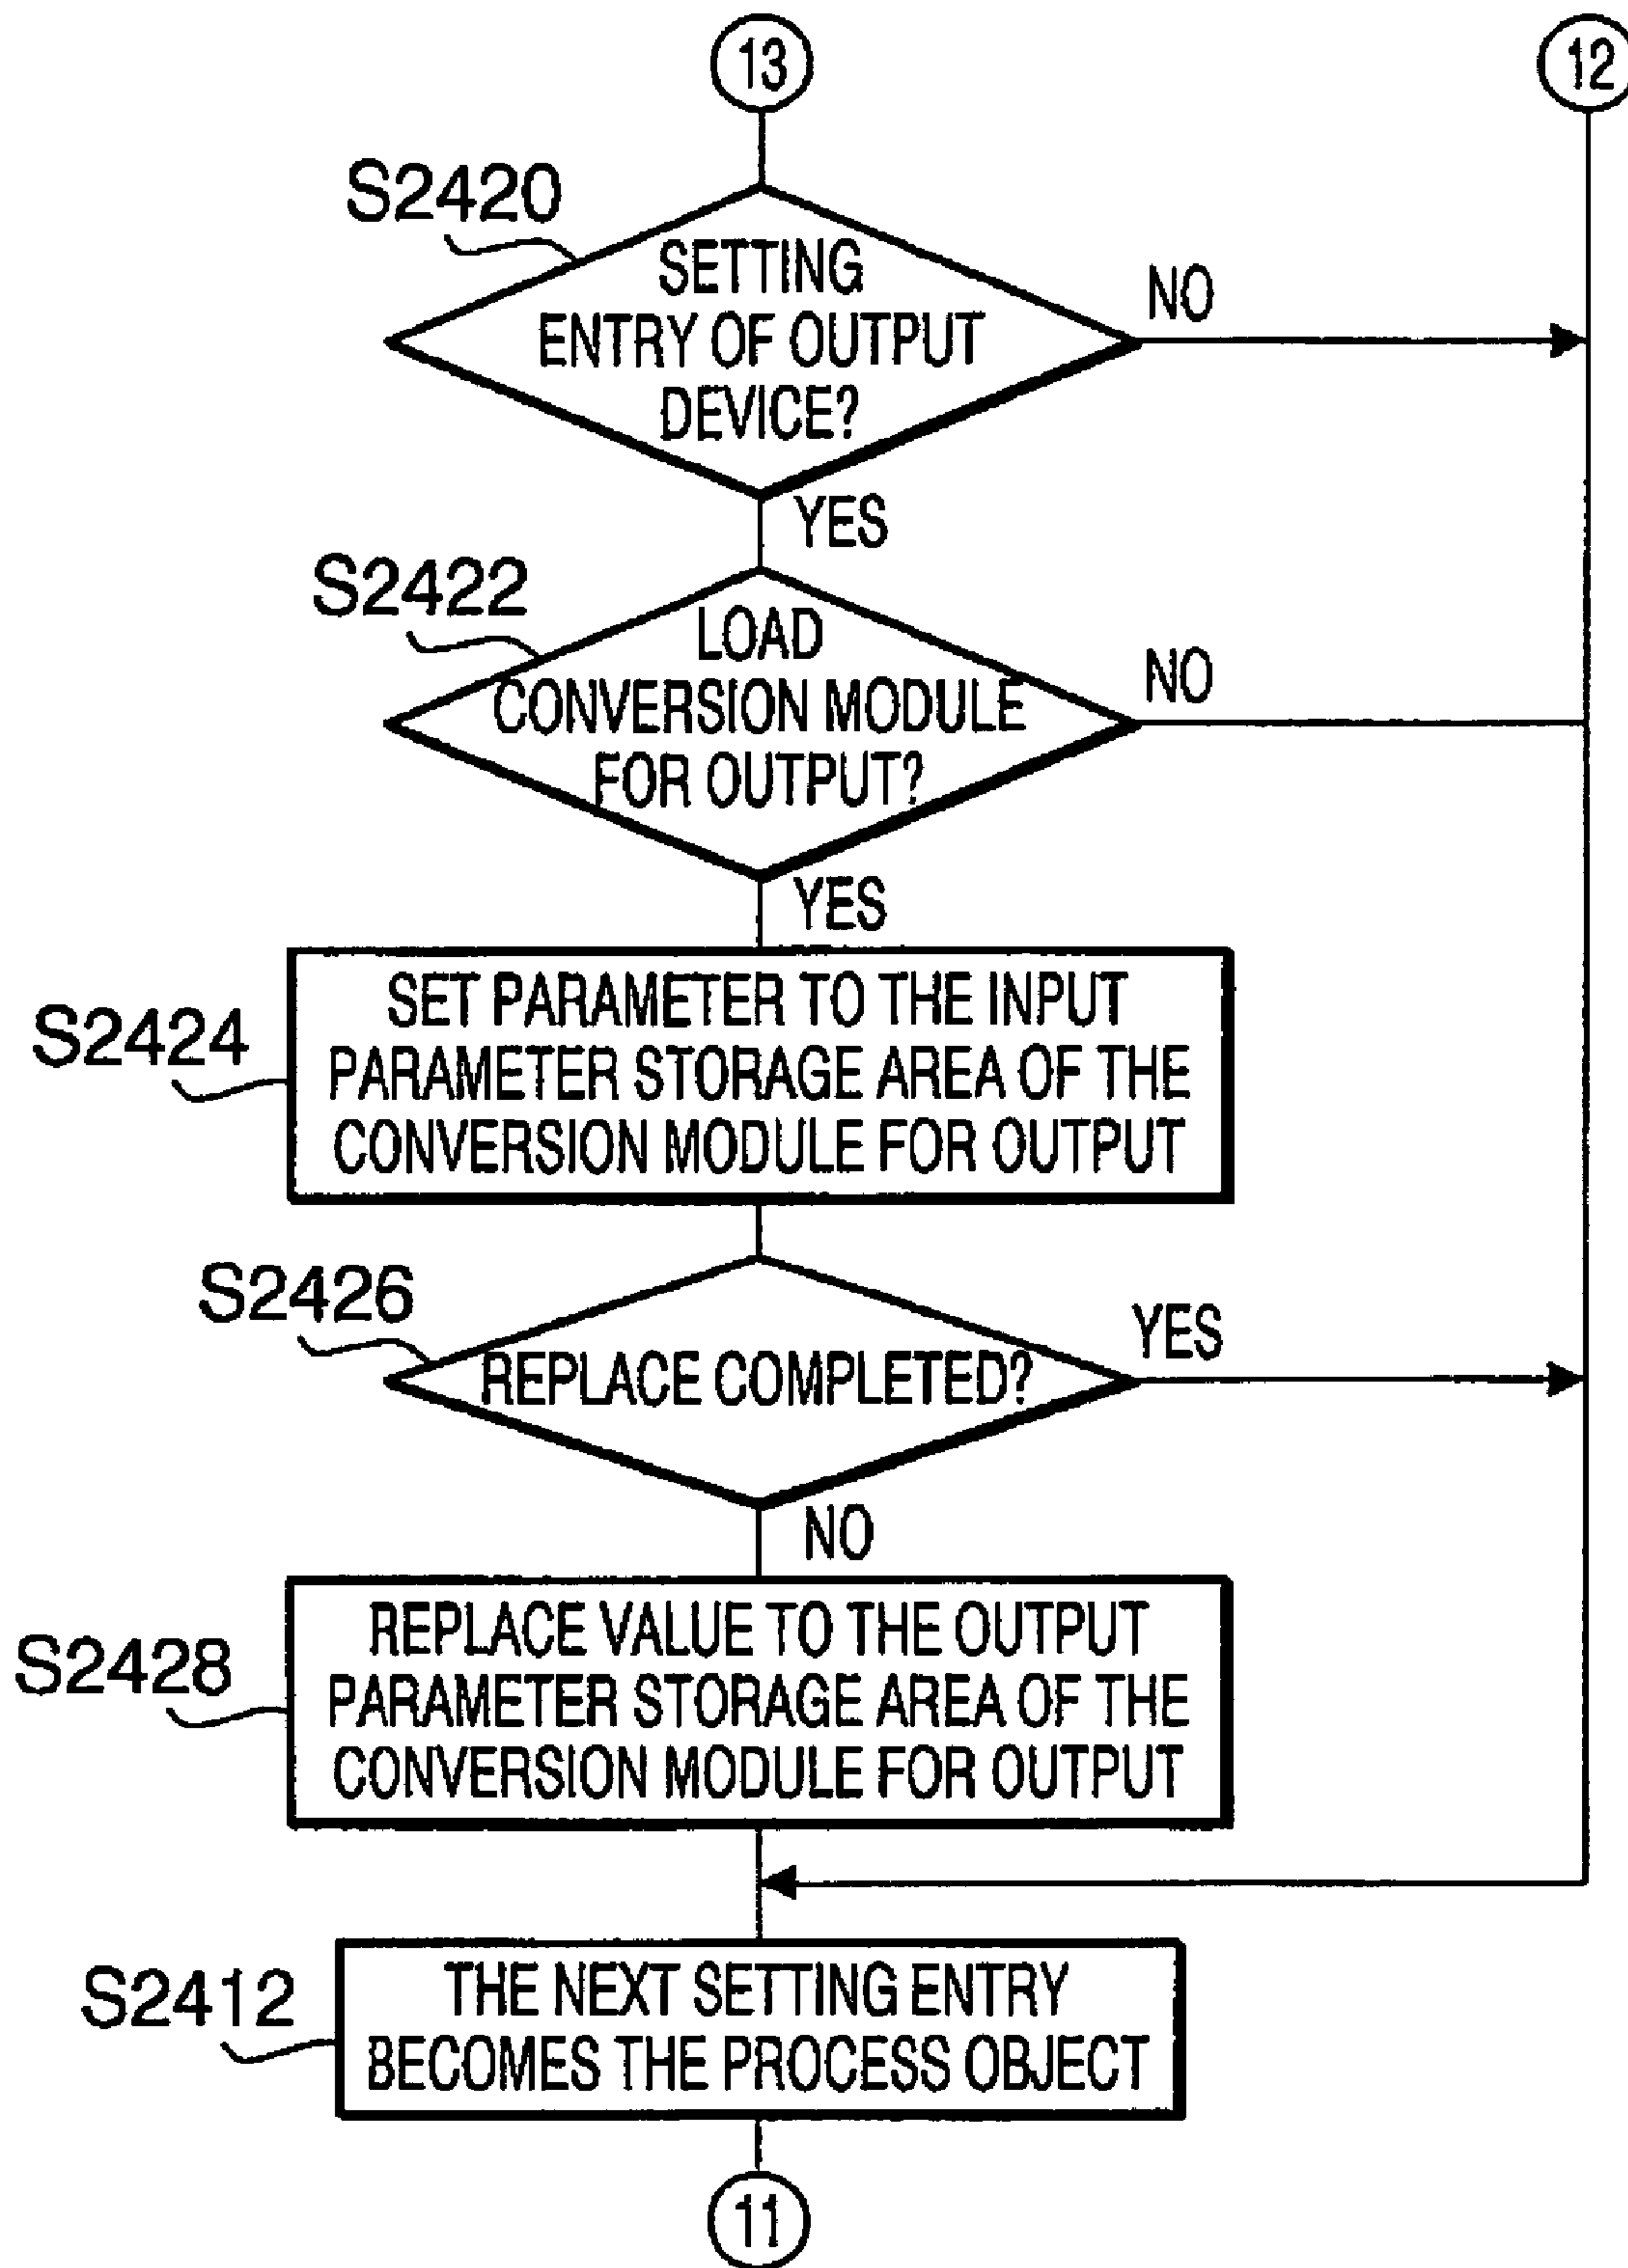 13
12
S2420
SETTING
ENTRY OF OUTPUT
DEVICE?
NO
YES
S2422
LOAD
CONVERSION MODULE
FOR OUTPUT?
NO
YES
S2424
SET PARAMETER TO THE INPUT
PARAMETER STORAGE AREA OF THE
CONVERSION MODULE FOR OUTPUT
S2426
REPLACE COMPLETED?
YES
NO
S2428
REPLACE VALUE TO THE OUTPUT
PARAMETER STORAGE AREA OF THE
CONVERSION MODULE FOR OUTPUT
S2412
THE NEXT SETTING ENTRY
BECOMES THE PROCESS OBJECT
11